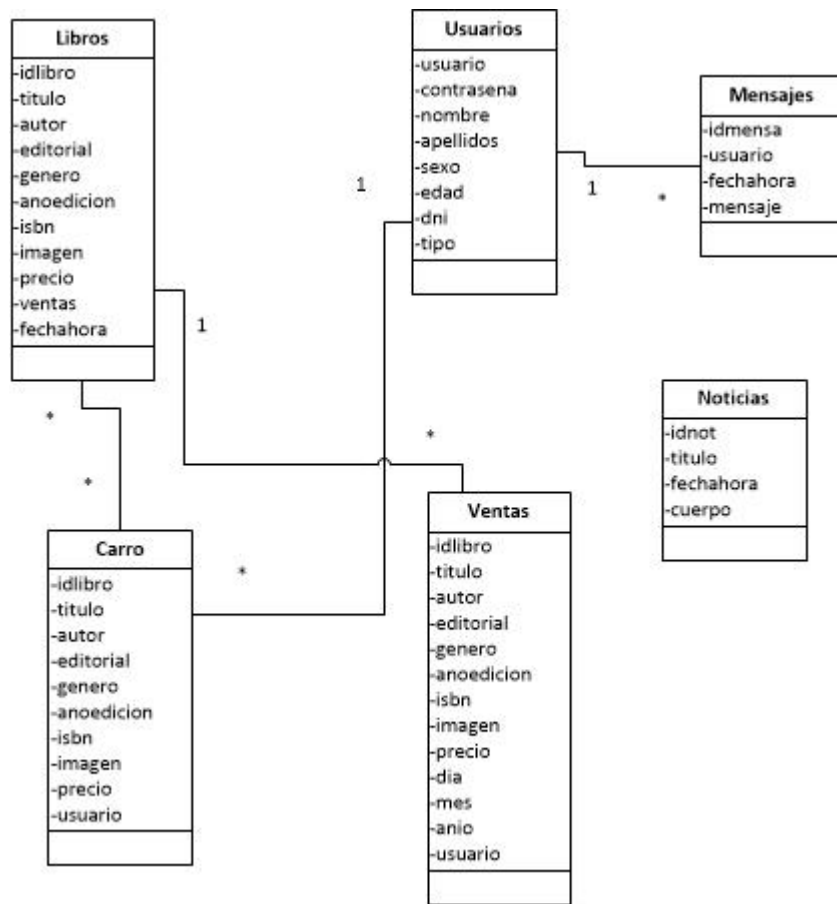 Libros
-idlibro
-titulo
-autor
-editorial
-genero
-anoedicion
-isbn
-imagen
-precio
-ventas
-fechahora
Usuarios
-usuario
-contrasena
-nombre
-apellidos
-sexo
-edad
-dni
-tipo
Mensajes
-idmensa
-usuario
-fechahora
-mensaje
1
1
*
1
*
*
*
*
Noticias
-idnot
-titulo
-fechahora
-cuerpo
Carro
-idlibro
-titulo
-autor
-editorial
-genero
-anoedicion
-isbn
-imagen
-precio
-usuario
Ventas
-idlibro
-titulo
-autor
-editorial
-genero
-anoedicion
-isbn
-imagen
-precio
-dia
-mes
-anio
-usuario